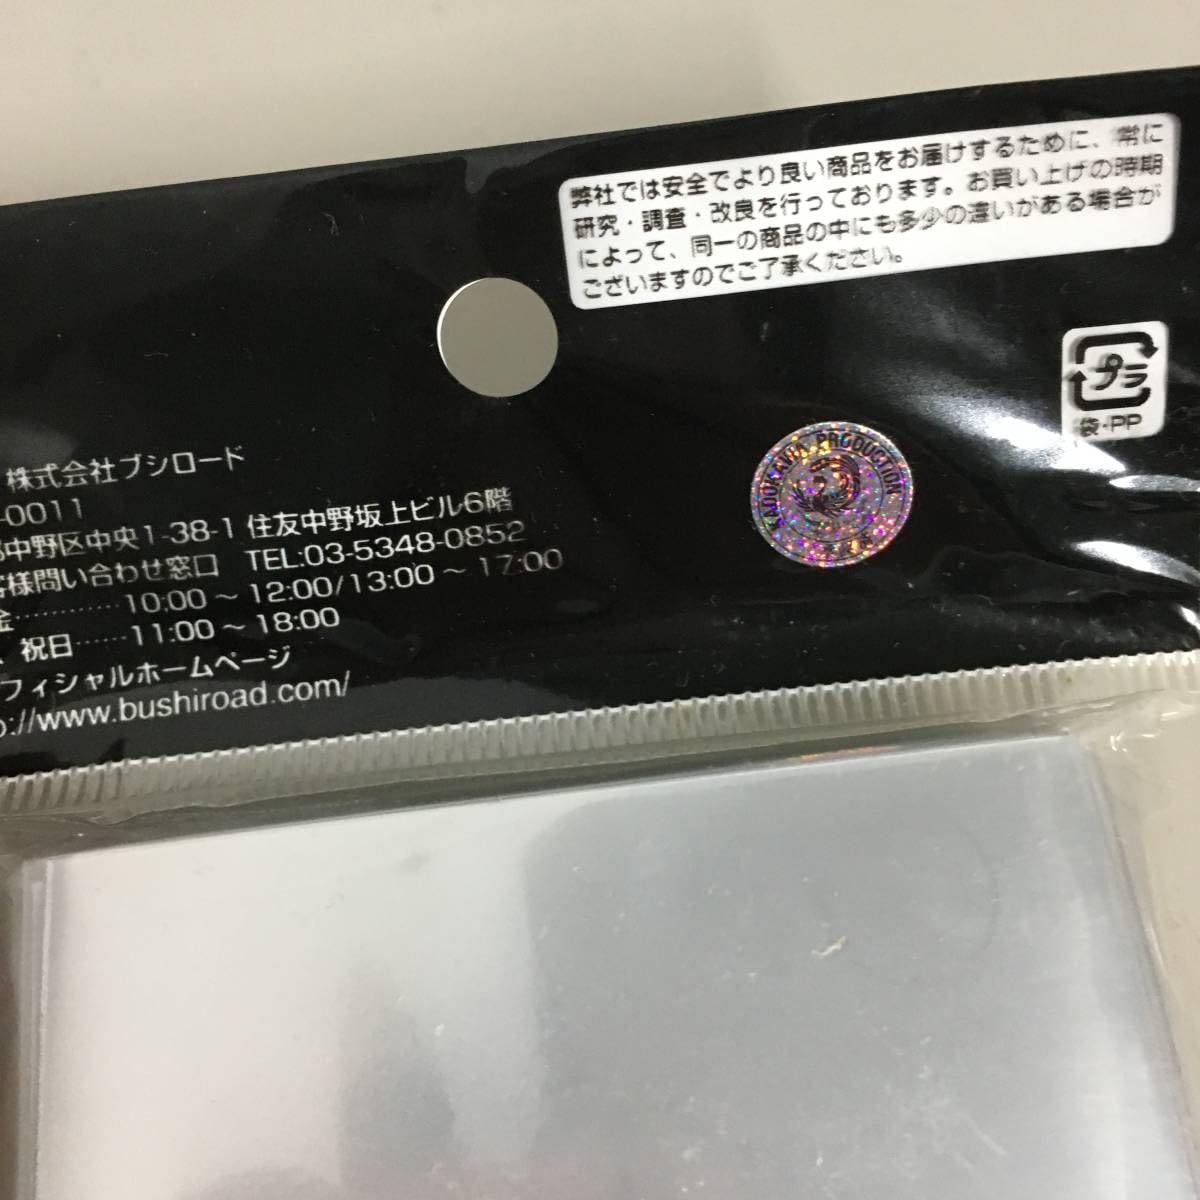 弊社では安全でより良い商品をお届けするために、常に
研究・調査・改良を行っております。お買い上げの時期
によって、同一の商品の中にも多少の違いがある場合が
ございますのでご了承ください。
プラ
袋・PP
KADOKAWA PRODUCTION
株式会社ブシロード
-0011
都中野区中央1-38-1 住友中野坂上ビル6階
客様問い合わせ窓口 TEL:03-5348-0852
金…………10:00～12:00/13:00～17:00
、祝日……11:00～18:00
フィシャルホームページ
p://www.bushiroad.com/